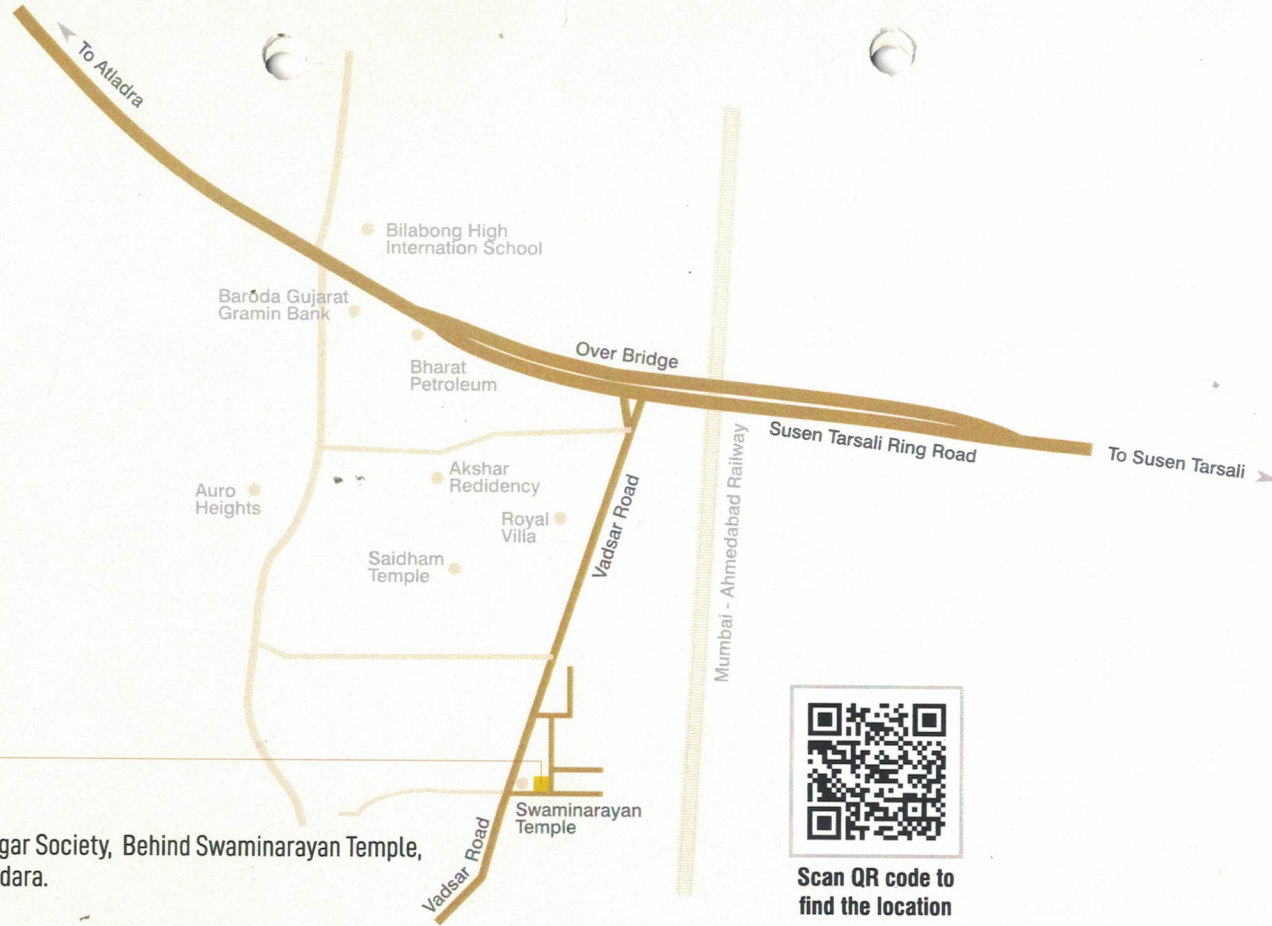 To Atladra
Bilabong High
Internation School
Baroda Gujarat
Gramin Bank
Bharat
Petroleum
Over Bridge
Susen Tarsali Ring Road
To Susen Tarsali
Akshar
Redidency
Auro
Heights
Royal
Villa
Saidham
Temple
Vadsar Road
Mumbai - Ahmedabad Railway
Swaminarayan
Temple
Vadsar Road
gar Society, Behind Swaminarayan Temple,
dara.
Scan QR code to
find the location